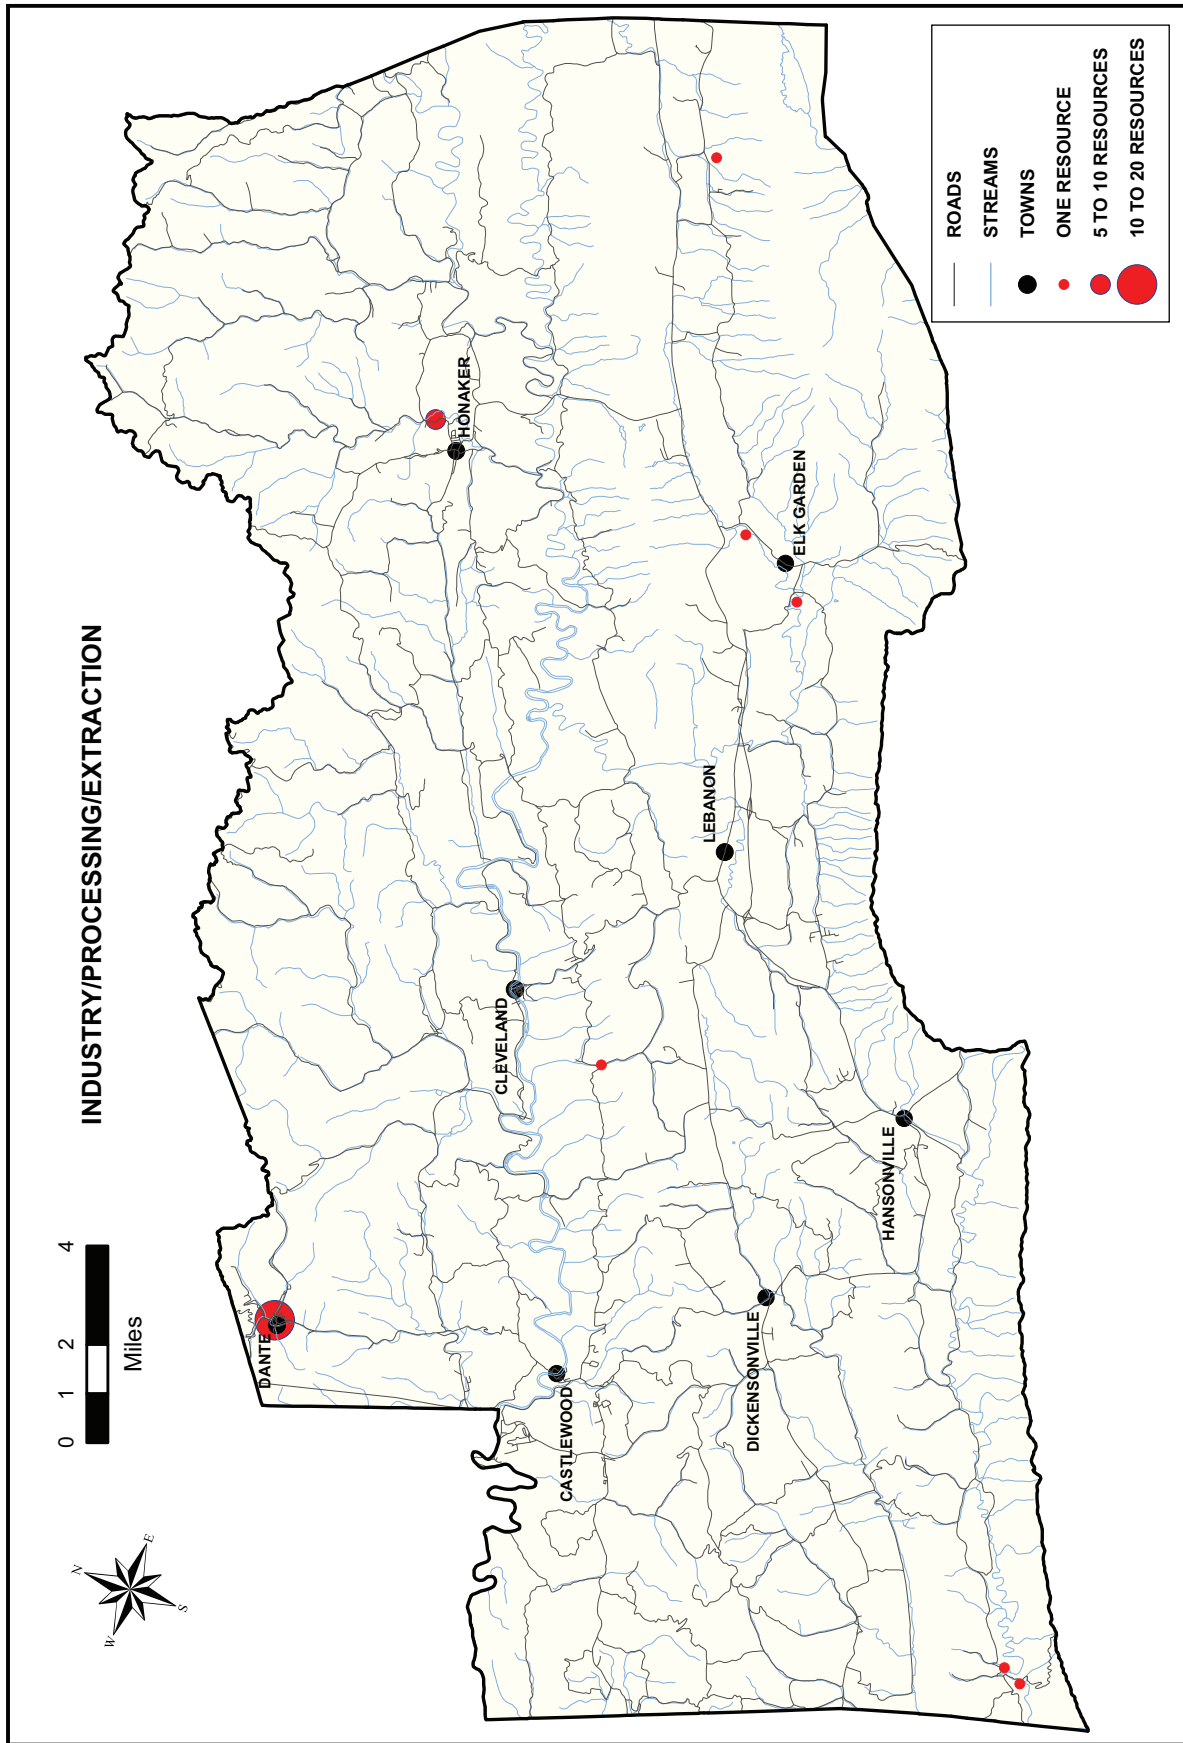 INDUSTRY/PROCESSING/EXTRACTION
0 1 2 4
Miles
N
E
S
W
DANTE
HONAKER
CLEVELAND
CASTLEWOOD
LEBANON
ELK GARDEN
DICKENSONVILLE
HANSONVILLE
ROADS
STREAMS
TOWNS
ONE RESOURCE
5 TO 10 RESOURCES
10 TO 20 RESOURCES